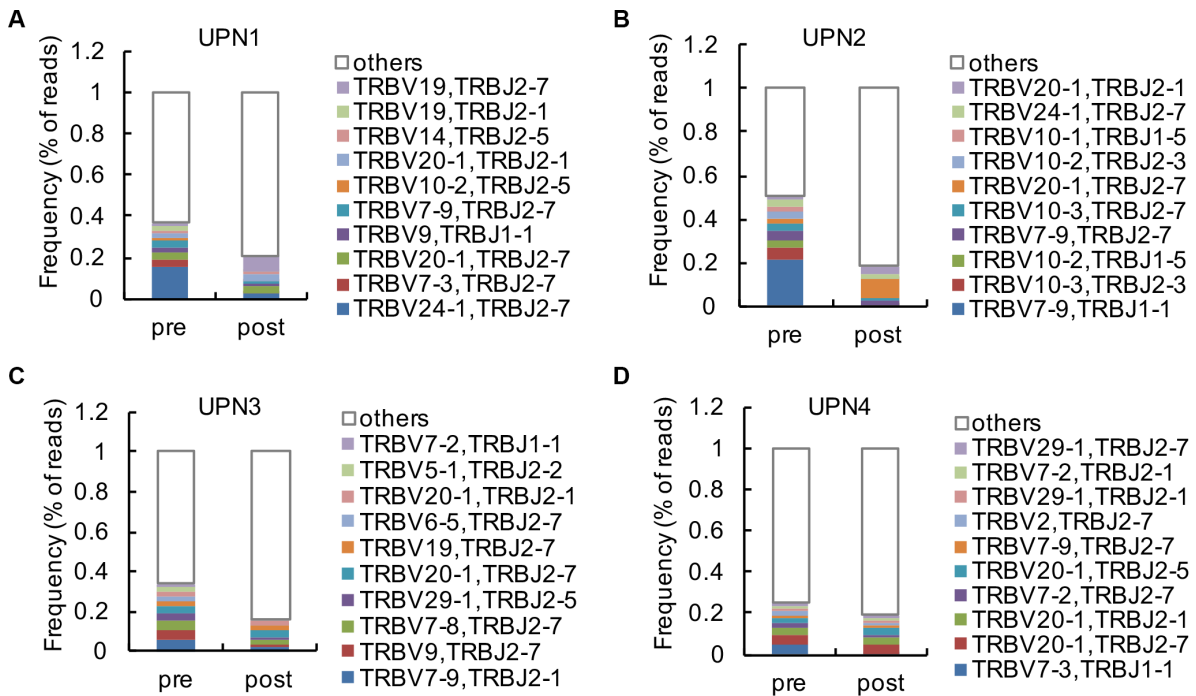 A
UPN1
Frequency (% of reads)
1.2
1
0.8
0.6
0.4
0.2
0
pre
post
others
TRBV19,TRBJ2-7
TRBV19,TRBJ2-1
TRBV14,TRBJ2-5
TRBV20-1,TRBJ2-1
TRBV10-2,TRBJ2-5
TRBV7-9,TRBJ2-7
TRBV9,TRBJ1-1
TRBV20-1,TRBJ2-7
TRBV7-3,TRBJ2-7
TRBV24-1,TRBJ2-7
B
UPN2
Frequency (% of reads)
1.2
1
0.8
0.6
0.4
0.2
0
pre
post
others
TRBV20-1,TRBJ2-1
TRBV24-1,TRBJ2-7
TRBV10-1,TRBJ1-5
TRBV10-2,TRBJ2-3
TRBV20-1,TRBJ2-7
TRBV10-3,TRBJ2-7
TRBV7-9,TRBJ2-7
TRBV10-2,TRBJ1-5
TRBV10-3,TRBJ2-3
TRBV7-9,TRBJ1-1
C
UPN3
Frequency (% of reads)
1.2
1
0.8
0.6
0.4
0.2
0
pre
post
others
TRBV7-2,TRBJ1-1
TRBV5-1,TRBJ2-2
TRBV20-1,TRBJ2-1
TRBV6-5,TRBJ2-7
TRBV19,TRBJ2-7
TRBV20-1,TRBJ2-7
TRBV29-1,TRBJ2-5
TRBV7-8,TRBJ2-7
TRBV9,TRBJ2-7
TRBV7-9,TRBJ2-1
D
UPN4
Frequency (% of reads)
1.2
1
0.8
0.6
0.4
0.2
0
pre
post
others
TRBV29-1,TRBJ2-7
TRBV7-2,TRBJ2-1
TRBV29-1,TRBJ2-1
TRBV2,TRBJ2-7
TRBV7-9,TRBJ2-7
TRBV20-1,TRBJ2-5
TRBV7-2,TRBJ2-7
TRBV20-1,TRBJ2-1
TRBV20-1,TRBJ2-7
TRBV7-3,TRBJ1-1